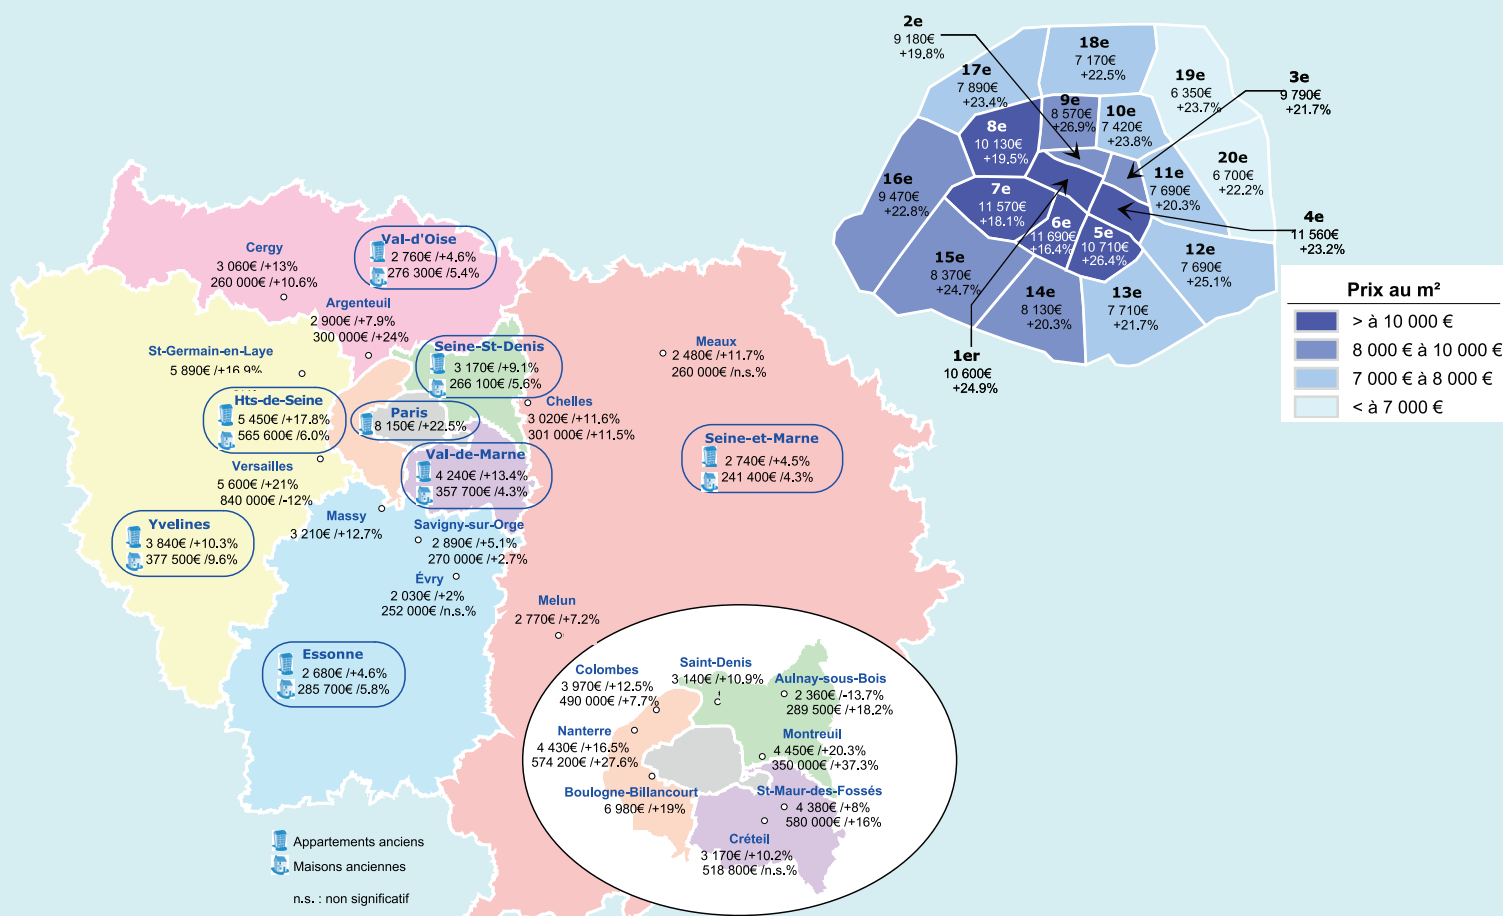 2e
9 180€
+19.8%
18e
7 170€
+22.5%
17e
7 890€
+23.4%
19e
6 350€
+23.7%
3e
9 790€
+21.7%
9e
8 570€
+26.9%
10e
7 420€
+23.8%
8e
10 130€
+19.5%
20e
6 700€
+22.2%
16e
9 470€
+22.8%
7e
11 570€
+18.1%
11e
7 690€
+20.3%
6e
11 690€
+16.4%
5e
10 710€
+26.4%
4e
11 560€
+23.2%
15e
8 370€
+24.7%
12e
7 690€
+25.1%
14e
8 130€
+20.3%
13e
7 710€
+21.7%
1er
10 600€
+24.9%
Prix au m²
> à 10 000 €
8 000 € à 10 000 €
7 000 € à 8 000 €
< à 7 000 €
Val-d'Oise
2 760€ /+4.6%
276 300€ /5.4%
Cergy
3 060€ /+13%
260 000€ /+10.6%
Argenteuil
2 900€ /+7.9%
300 000€ /+24%
St-Germain-en-Laye
5 890€ /+16.9%
Seine-St-Denis
3 170€ /+9.1%
266 100€ /5.6%
Meaux
2 480€ /+11.7%
260 000€ /n.s.%
Hts-de-Seine
5 450€ /+17.8%
565 600€ /6.0%
Paris
8 150€ /+22.5%
Chelles
3 020€ /+11.6%
301 000€ /+11.5%
Seine-et-Marne
2 740€ /+4.5%
241 400€ /4.3%
Val-de-Marne
4 240€ /+13.4%
357 700€ /4.3%
Versailles
5 600€ /+21%
840 000€ /-12%
Massy
3 210€ /+12.7%
Yvelines
3 840€ /+10.3%
377 500€ /9.6%
Savigny-sur-Orge
2 890€ /+5.1%
270 000€ /+2.7%
Évry
2 030€ /+2%
252 000€ /n.s.%
Melun
2 770€ /+7.2%
Essonne
2 680€ /+4.6%
285 700€ /5.8%
Colombes
3 970€ /+12.5%
490 000€ /+7.7%
Saint-Denis
3 140€ /+10.9%
Aulnay-sous-Bois
2 360€ /-13.7%
289 500€ /+18.2%
Nanterre
4 430€ /+16.5%
574 200€ /+27.6%
Montreuil
4 450€ /+20.3%
350 000€ /+37.3%
Boulogne-Billancourt
6 980€ /+19%
St-Maur-des-Fossés
4 380€ /+8%
580 000€ /+16%
Créteil
3 170€ /+10.2%
518 800€ /n.s.%
Appartements anciens
Maisons anciennes
n.s. : non significatif